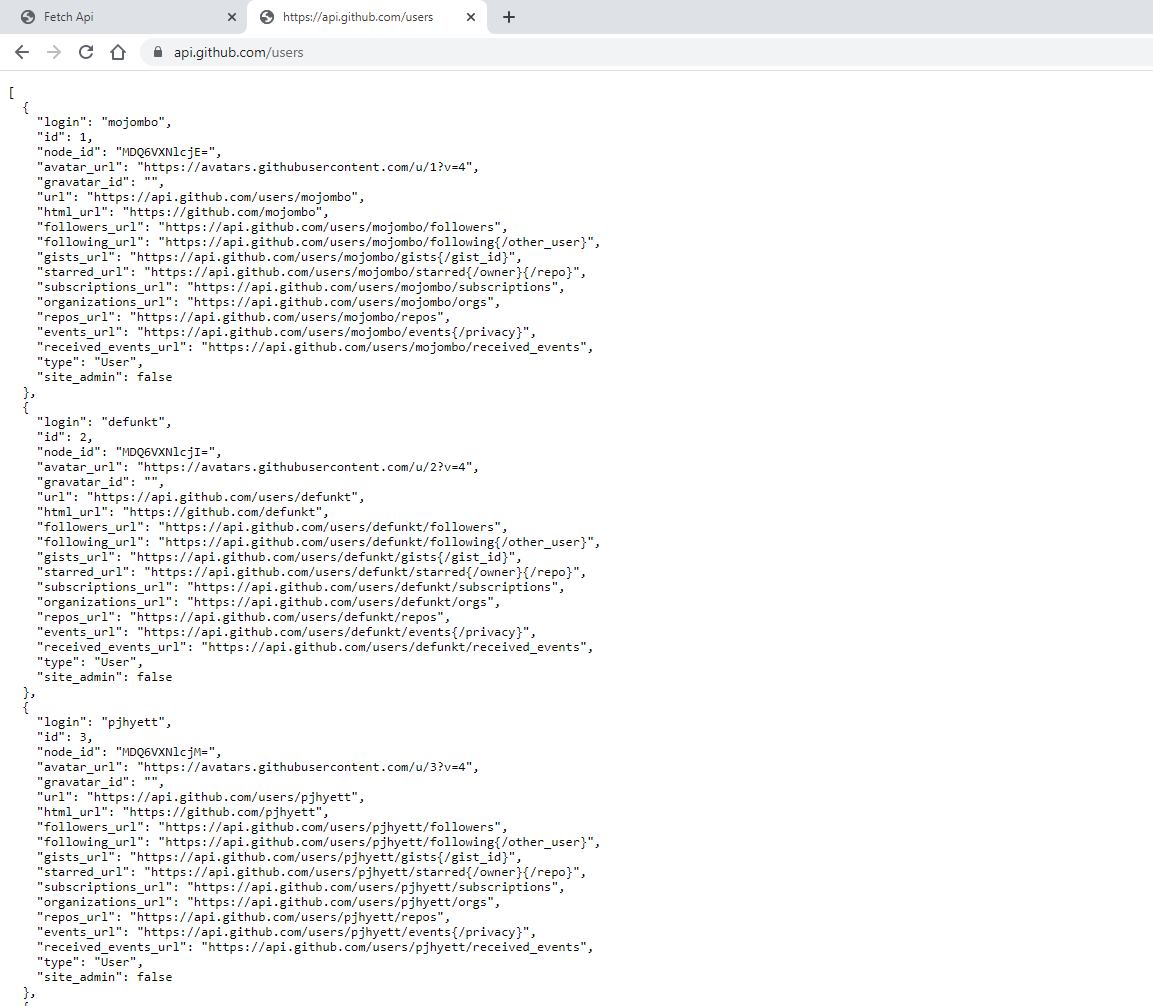 Fetch Api
https://api.github.com/users
api.github.com/users
[
  {
    "login": "mojombo",
    "id": 1,
    "node_id": "MDQ6VXNlcjE=",
    "avatar_url": "https://avatars.githubusercontent.com/u/1?v=4",
    "gravatar_id": "",
    "url": "https://api.github.com/users/mojombo",
    "html_url": "https://github.com/mojombo",
    "followers_url": "https://api.github.com/users/mojombo/followers",
    "following_url": "https://api.github.com/users/mojombo/following{/other_user}",
    "gists_url": "https://api.github.com/users/mojombo/gists{/gist_id}",
    "starred_url": "https://api.github.com/users/mojombo/starred{/owner}{/repo}",
    "subscriptions_url": "https://api.github.com/users/mojombo/subscriptions",
    "organizations_url": "https://api.github.com/users/mojombo/orgs",
    "repos_url": "https://api.github.com/users/mojombo/repos",
    "events_url": "https://api.github.com/users/mojombo/events{/privacy}",
    "received_events_url": "https://api.github.com/users/mojombo/received_events",
    "type": "User",
    "site_admin": false
  },
  {
    "login": "defunkt",
    "id": 2,
    "node_id": "MDQ6VXNlcjI=",
    "avatar_url": "https://avatars.githubusercontent.com/u/2?v=4",
    "gravatar_id": "",
    "url": "https://api.github.com/users/defunkt",
    "html_url": "https://github.com/defunkt",
    "followers_url": "https://api.github.com/users/defunkt/followers",
    "following_url": "https://api.github.com/users/defunkt/following{/other_user}",
    "gists_url": "https://api.github.com/users/defunkt/gists{/gist_id}",
    "starred_url": "https://api.github.com/users/defunkt/starred{/owner}{/repo}",
    "subscriptions_url": "https://api.github.com/users/defunkt/subscriptions",
    "organizations_url": "https://api.github.com/users/defunkt/orgs",
    "repos_url": "https://api.github.com/users/defunkt/repos",
    "events_url": "https://api.github.com/users/defunkt/events{/privacy}",
    "received_events_url": "https://api.github.com/users/defunkt/received_events",
    "type": "User",
    "site_admin": false
  },
  {
    "login": "pjhyett",
    "id": 3,
    "node_id": "MDQ6VXNlcjM=",
    "avatar_url": "https://avatars.githubusercontent.com/u/3?v=4",
    "gravatar_id": "",
    "url": "https://api.github.com/users/pjhyett",
    "html_url": "https://github.com/pjhyett",
    "followers_url": "https://api.github.com/users/pjhyett/followers",
    "following_url": "https://api.github.com/users/pjhyett/following{/other_user}",
    "gists_url": "https://api.github.com/users/pjhyett/gists{/gist_id}",
    "starred_url": "https://api.github.com/users/pjhyett/starred{/owner}{/repo}",
    "subscriptions_url": "https://api.github.com/users/pjhyett/subscriptions",
    "organizations_url": "https://api.github.com/users/pjhyett/orgs",
    "repos_url": "https://api.github.com/users/pjhyett/repos",
    "events_url": "https://api.github.com/users/pjhyett/events{/privacy}",
    "received_events_url": "https://api.github.com/users/pjhyett/received_events",
    "type": "User",
    "site_admin": false
  },
  {